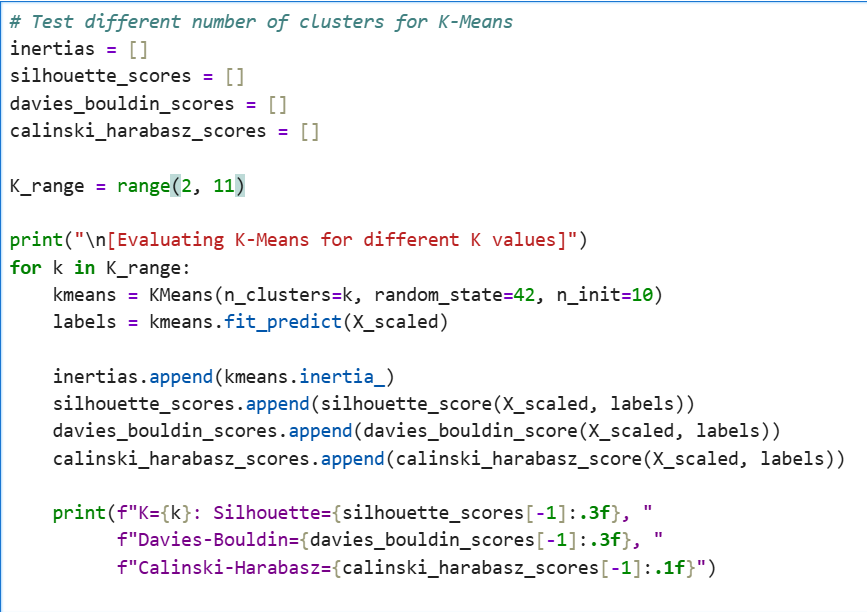 # Test different number of clusters for K-Means
inertias = []
silhouette_scores = []
davies_bouldin_scores = []
calinski_harabasz_scores = []

K_range = range(2, 11)

print("\n[Evaluating K-Means for different K values]")
for k in K_range:
    kmeans = KMeans(n_clusters=k, random_state=42, n_init=10)
    labels = kmeans.fit_predict(X_scaled)

    inertias.append(kmeans.inertia_)
    silhouette_scores.append(silhouette_score(X_scaled, labels))
    davies_bouldin_scores.append(davies_bouldin_score(X_scaled, labels))
    calinski_harabasz_scores.append(calinski_harabasz_score(X_scaled, labels))

    print(f"K={k}: Silhouette={silhouette_scores[-1]:.3f}, "
          f"Davies-Bouldin={davies_bouldin_scores[-1]:.3f}, "
          f"Calinski-Harabasz={calinski_harabasz_scores[-1]:.1f}")